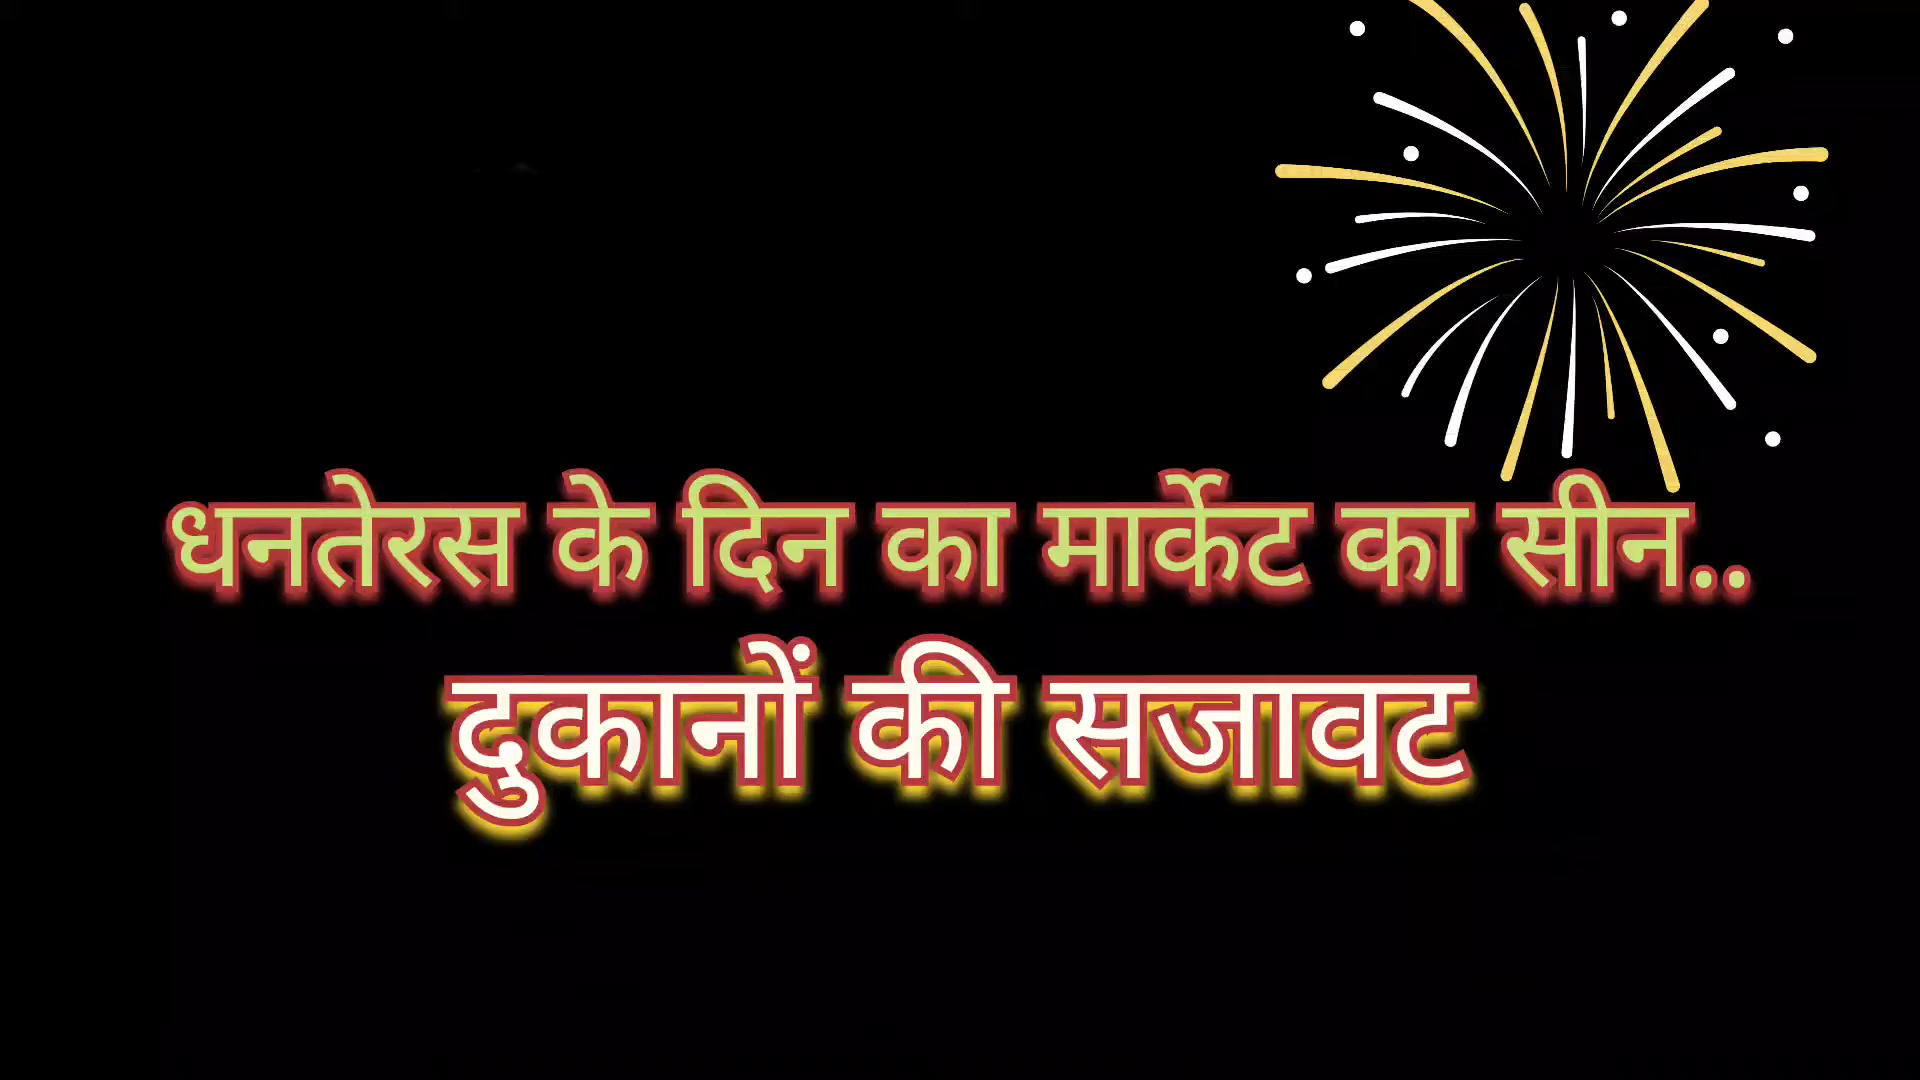 धनतेरस के दिन का मार्केट का सीन..
दुकानों की सजावट